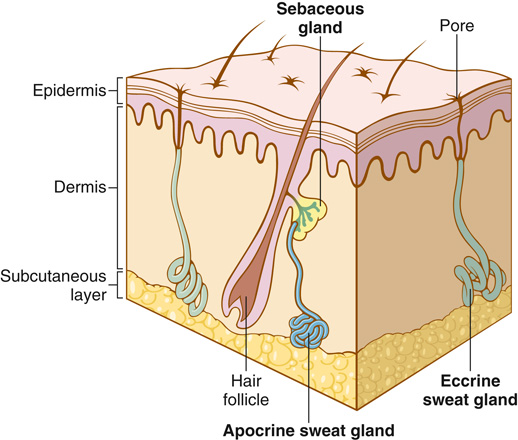 Sebaceous
gland
Pore
Epidermis
Dermis
Subcutaneous
layer
Hair
follicle
Eccrine
sweat gland
Apocrine sweat gland